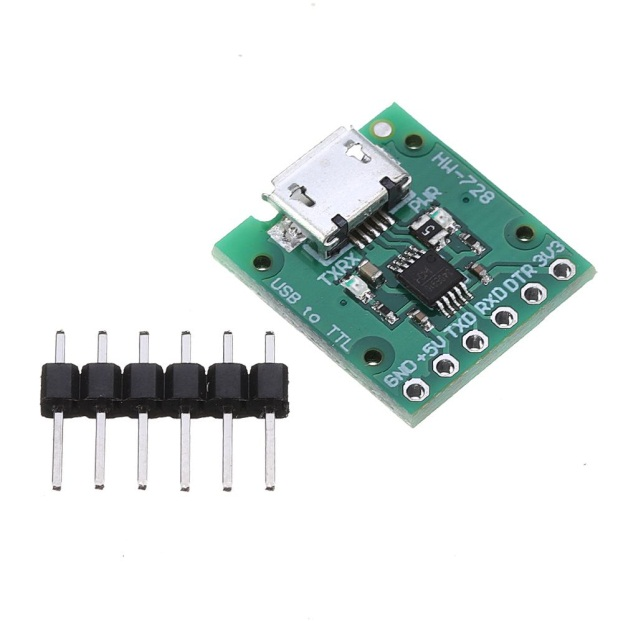 HW-728
PWR
TXRX
USB to TTL
GND +5V TXD RXD DTR 3V3